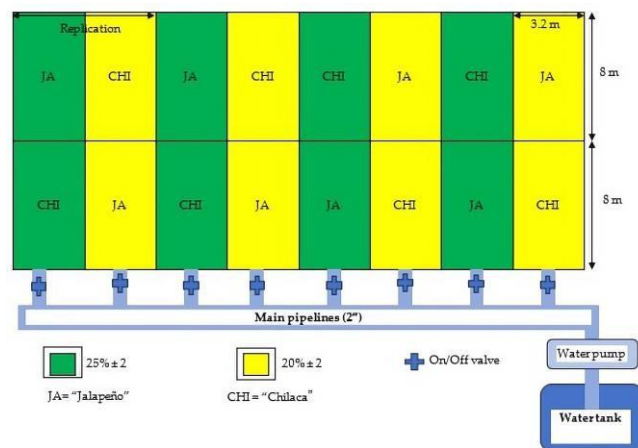 Replication
3.2 m
JA CHI JA CHI CHI JA CHI JA
8 m
CHI JA CHI JA JA CHI JA CHI
8 m
Main pipelines (2")
25% ± 2
20% ± 2
On/Off valve
Waterpump
JA= "Jalapeño"
CHI = "Chilaca"
Watertank